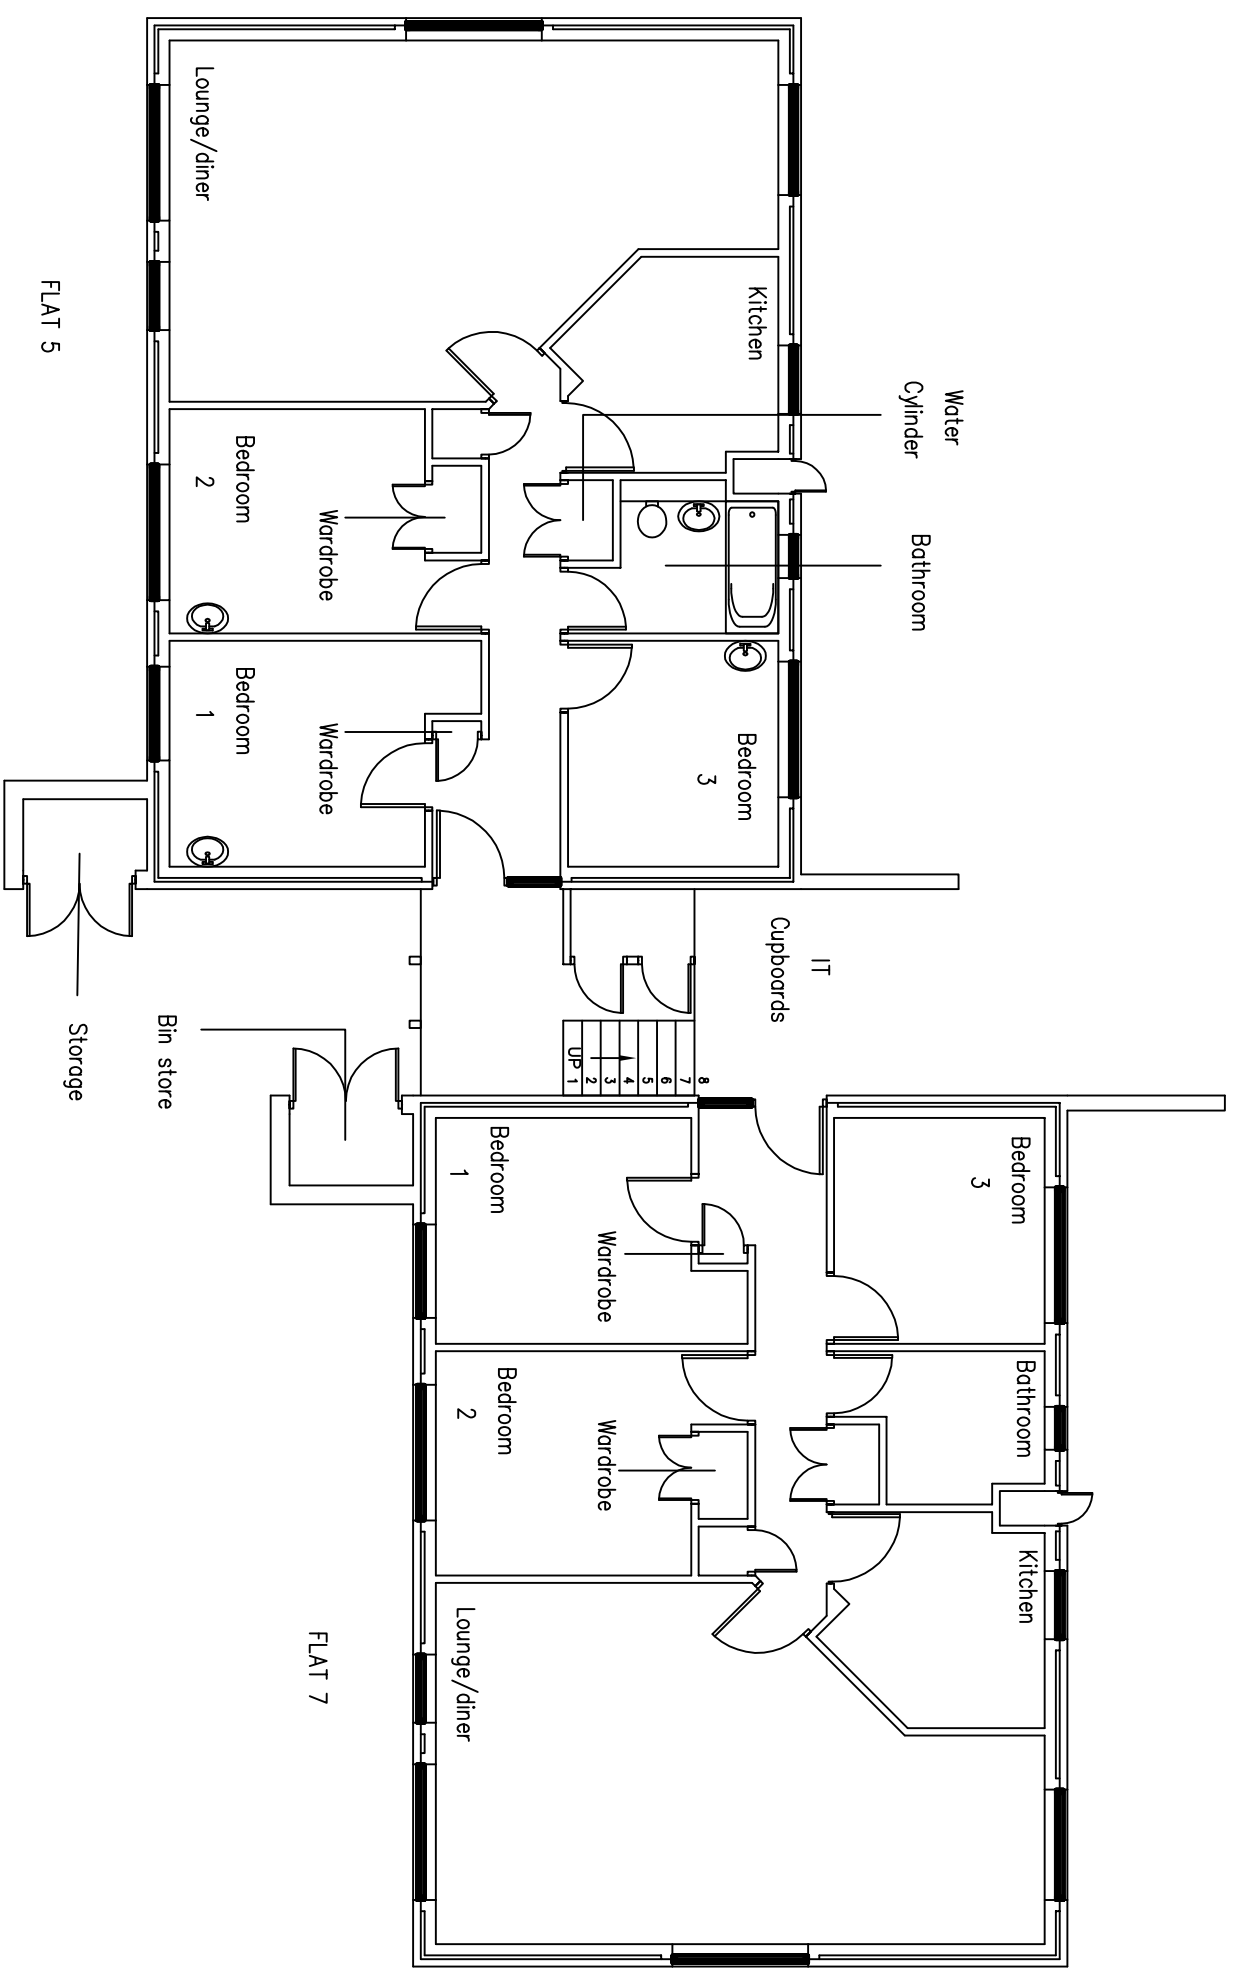 Water
Cylinder
Bathroom
Kitchen
Lounge/diner
Bedroom
3
Wardrobe
Bedroom
2
Wardrobe
Bedroom
1
FLAT 5
Storage
Bin store
IT
Cupboards
UP
1
2
3
4
5
6
7
8
Bedroom
3
Bathroom
Kitchen
Bedroom
1
Wardrobe
Bedroom
2
Wardrobe
Lounge/diner
FLAT 7